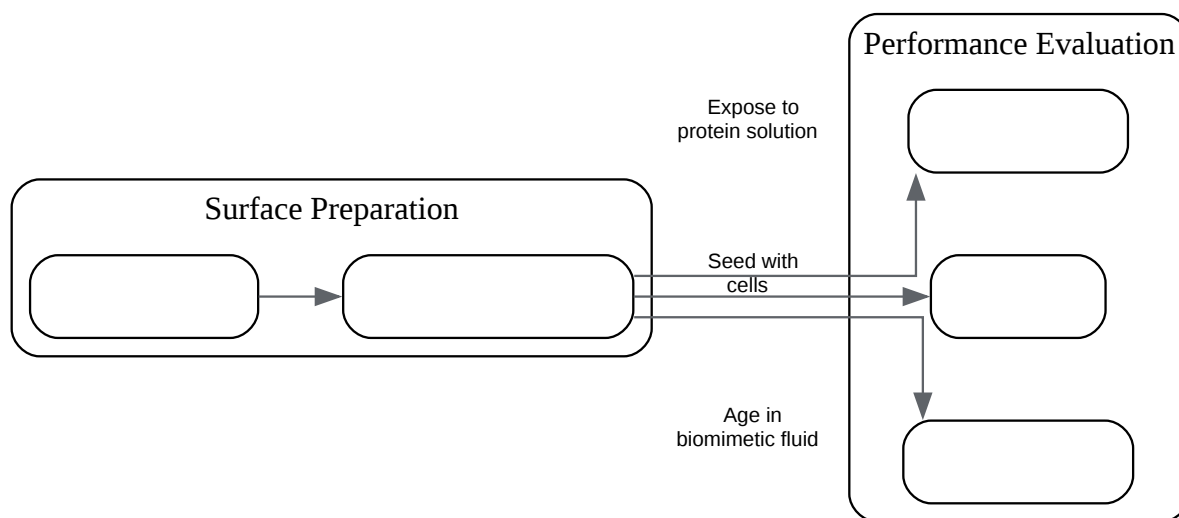 Performance Evaluation
Expose to
protein solution
Surface Preparation
Seed with
cells
Age in
biomimetic fluid